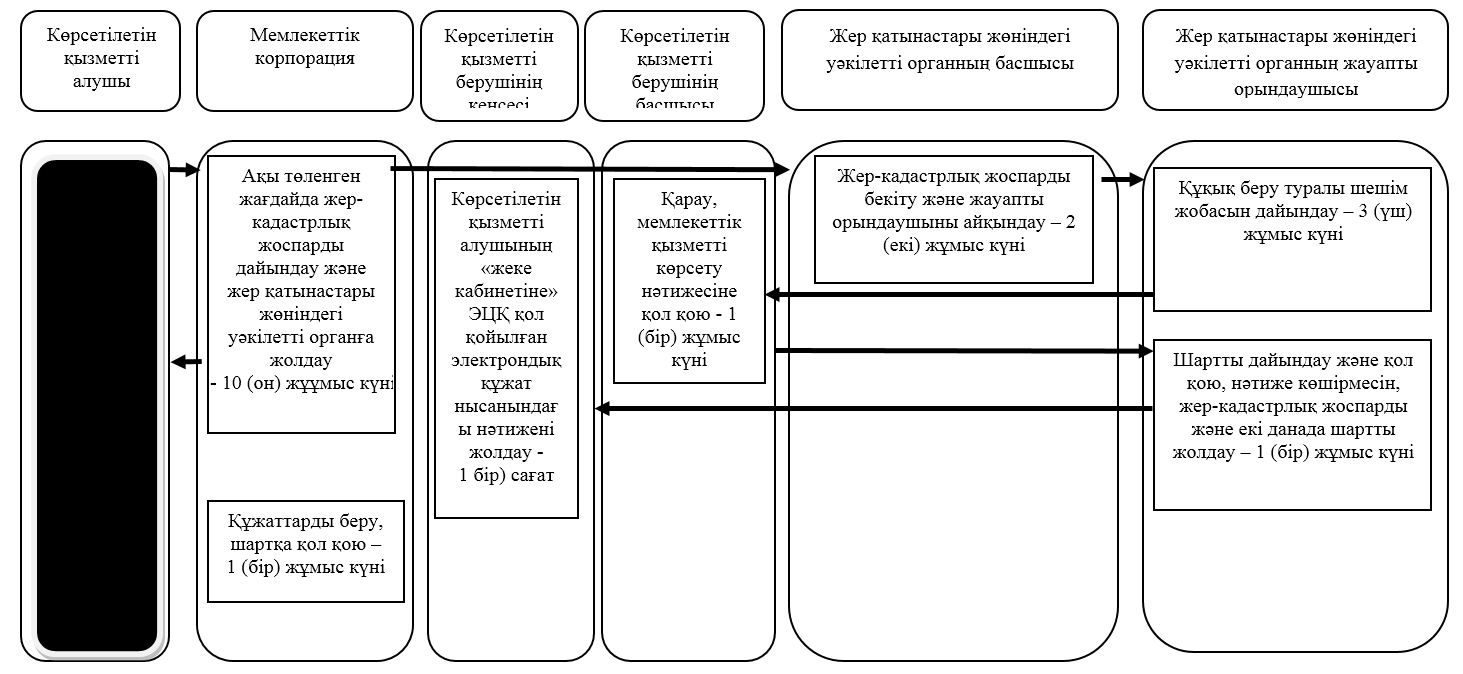 Көрсетілетін
қызметті
алушы
Мемлекеттік
корпорация
Көрсетілетін
қызметті
берушінің
кеңсесі
Көрсетілетін
қызметті
берушінің
басшысы
Жер қатынастары жөніндегі
уәкілетті органның басшысы
Жер қатынастары жөніндегі
уәкілетті органның жауапты
орындаушысы
Ақы төленген
жағдайда жер-
кадастрлық
жоспарды
дайындау және
жер қатынастары
жөніндегі
уәкілетті органға
жолдау
- 10 (он) жұұмыс күні
Құжаттарды беру,
шартқа қол қою –
1 (бір) жұмыс күні
Көрсетілетін
қызметті
алушының
«жеке
кабинетіне»
ЭЦҚ қол
қойылған
электрондық
құжат
нысанындағ
ы нәтижені
жолдау -
1 бір) сағат
Қарау,
мемлекеттік
қызметті
көрсету
нәтижесіне
қол қою - 1
(бір) жұмыс
күні
Жер-кадастрлық жоспарды
бекіту және жауапты
орындаушыны айқындау – 2
(екі) жұмыс күні
Құқық беру туралы шешім
жобасын дайындау – 3 (үш)
жұмыс күні
Шартты дайындау және қол
қою, нәтиже көшірмесін,
жер-кадастрлық жоспарды
және екі данада шартты
жолдау – 1 (бір) жұмыс күні